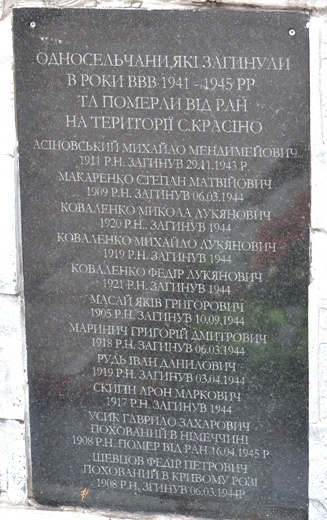 ОДНОСЕЛЬЧАНИ,ЯКІ ЗАГИНУЛИ
В РОКИ ВВВ 1941 - 1945 РР
ТА ПОМЕРЛИ ВІД РАН
НА ТЕРИТОРІЇ С.КРАСІНО
АСІНОВСЬКИЙ МИХАЙЛО МЕНДИМЕЙОВИЧ
1911 Р.Н. ЗАГИНУВ 29.11.1943 Р.
МАКАРЕНКО СТЕПАН МАТВІЙОВИЧ
1909 Р.Н. ЗАГИНУВ 06.03.1944
КОВАЛЕНКО МИКОЛА ЛУКЯНОВИЧ
1920 Р.Н. ЗАГИНУВ 1944
КОВАЛЕНКО МИХАЙЛО ЛУКЯНОВИЧ
1919 Р.Н. ЗАГИНУВ 1944
КОВАЛЕНКО ФЕДІР ЛУКЯНОВИЧ
1921 Р.Н. ЗАГИНУВ 1944
МАСАЙ ЯКІВ ГРИГОРОВИЧ
1905 Р.Н. ЗАГИНУВ 10.09.1944
МАРИНИЧ ГРИГОРІЙ ДМИТРОВИЧ
1918 Р.Н. ЗАГИНУВ 06.03.1944
РУДЬ ІВАН ДАНИЛОВИЧ
1919 Р.Н. ЗАГИНУВ 03.04.1944
СКИГІН АРОН МАРКОВИЧ
1917 Р.Н. ЗАГИНУВ 1944
УСИК ГАВРИЛО ЗАХАРОВИЧ
ПОХОВАНИЙ В НІМЕЧЧИНІ
1908 Р.Н. ПОМЕР ВІД РАН 16.04.1945 Р
ШЕВЦОВ ФЕДІР ПЕТРОВИЧ
ПОХОВАНИЙ В КРИВОМУ РОЗІ
1908 Р.Н, ЗГИНУВ 06.03.1944Р